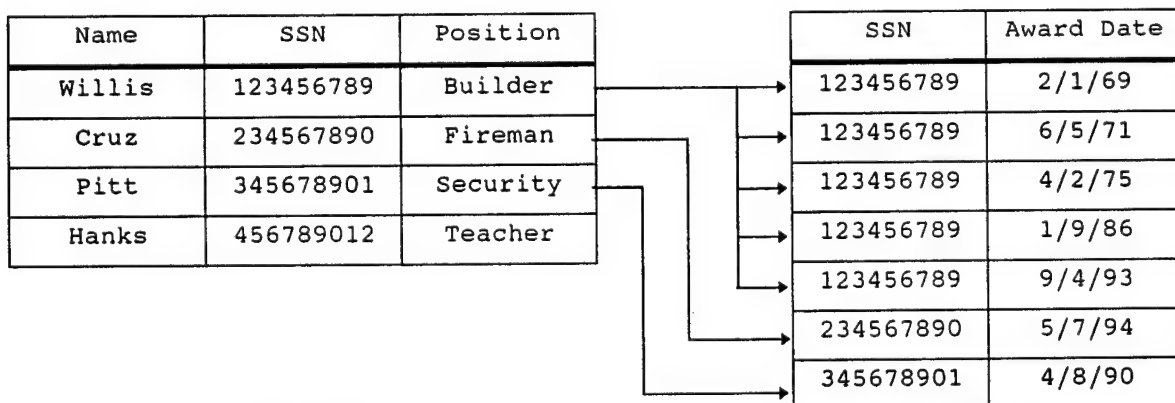 Name SSN Position
Willis 123456789 Builder
Cruz 234567890 Fireman
Pitt 345678901 Security
Hanks 456789012 Teacher
SSN Award Date
123456789 2/1/69
123456789 6/5/71
123456789 4/2/75
123456789 1/9/86
123456789 9/4/93
234567890 5/7/94
345678901 4/8/90